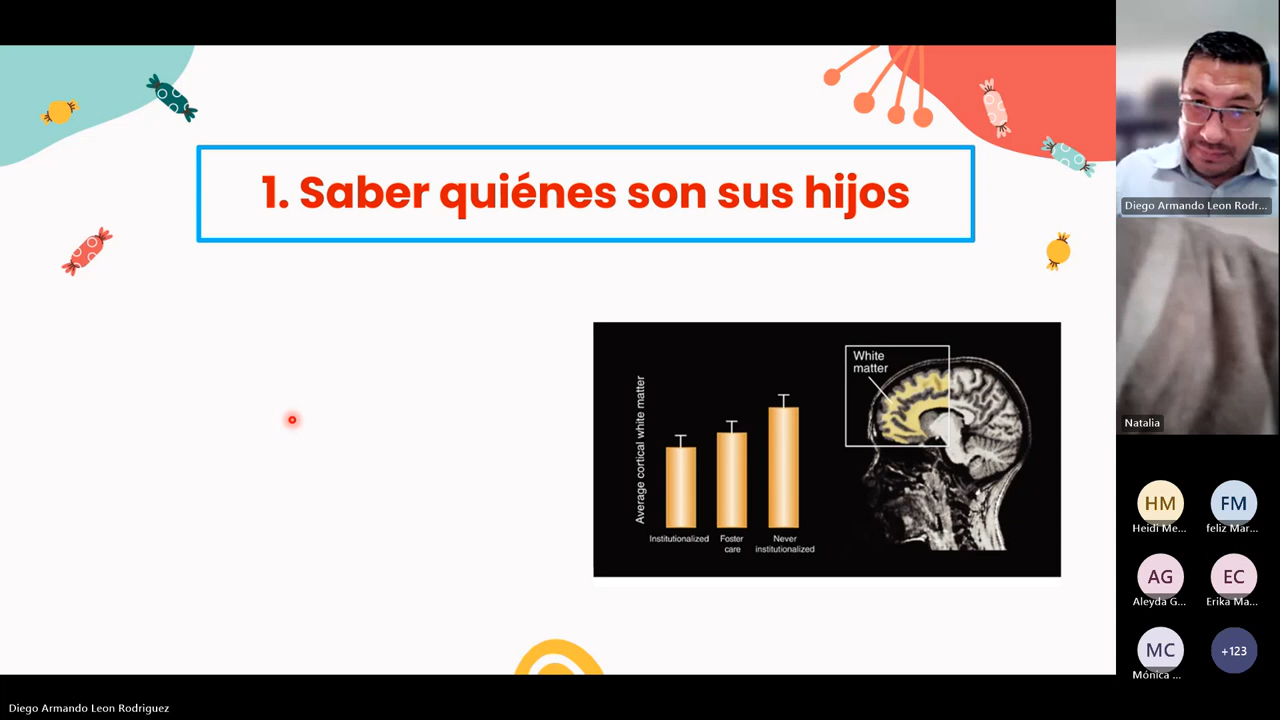 1. Saber quiénes son sus hijos
White
matter
Average cortical white matter
Institutionalized
Foster
care
Never
institutionalized
Diego Armando Leon Rodr...
Natalia
HM
Heidi Me...
FM
feliz Mar...
AG
Aleyda G...
EC
Erika Ma...
MC
Mónica ...
+123
Diego Armando Leon Rodriguez